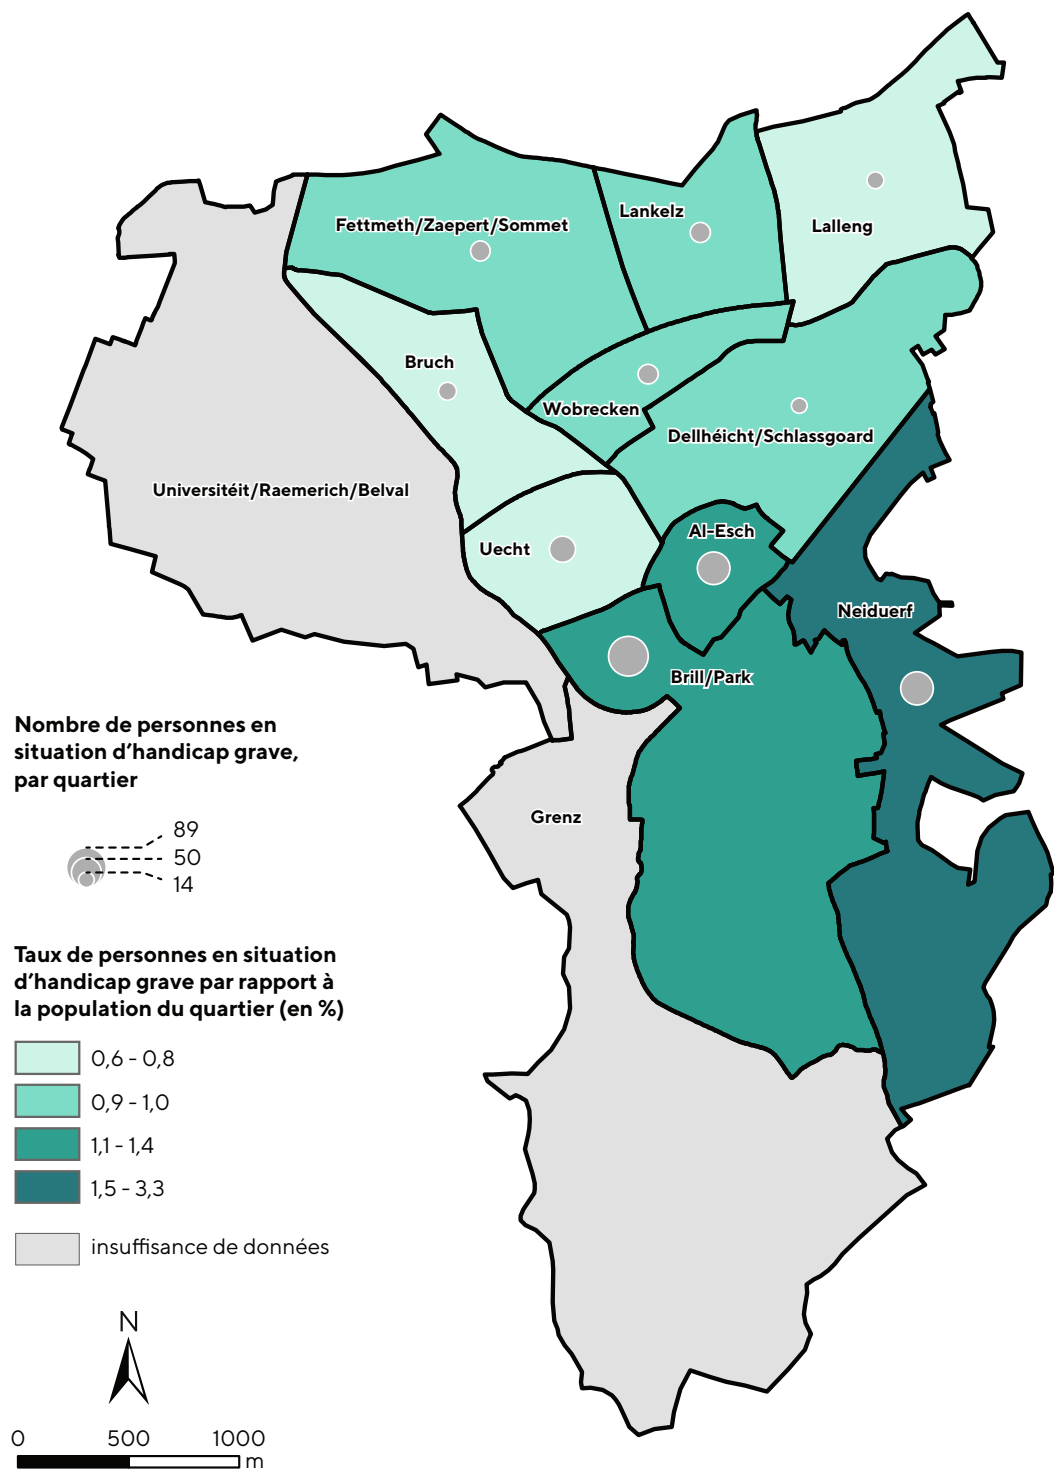 Lankelz
Fettmeth/Zaepert/Sommet
Lalleng
Bruch
Wobrecken
Dellhéicht/Schlassgoard
Universitéit/Raemerich/Belval
Al-Esch
Uecht
Neiduerf
Brill/Park
Grenz
Nombre de personnes en
situation d’handicap grave,
par quartier
89
50
14
Taux de personnes en situation
d’handicap grave par rapport à
la population du quartier (en %)
0,6 - 0,8
0,9 - 1,0
1,1 - 1,4
1,5 - 3,3
insuffisance de données
N
0 500 1000
m